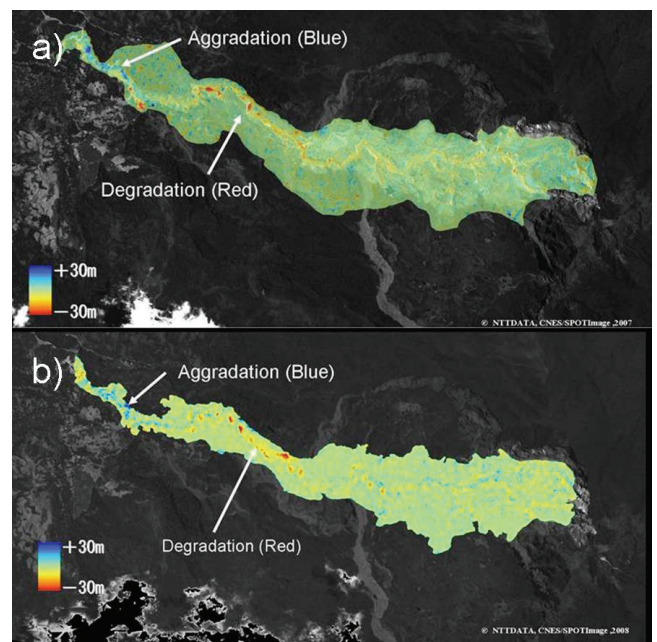 a)
Aggradation (Blue)
Degradation (Red)
+30m
−30m
© NTTDATA, CNES/SPOTImage ,2007
b)
Aggradation (Blue)
Degradation (Red)
+30m
−30m
© NTTDATA, CNES/SPOTImage ,2008